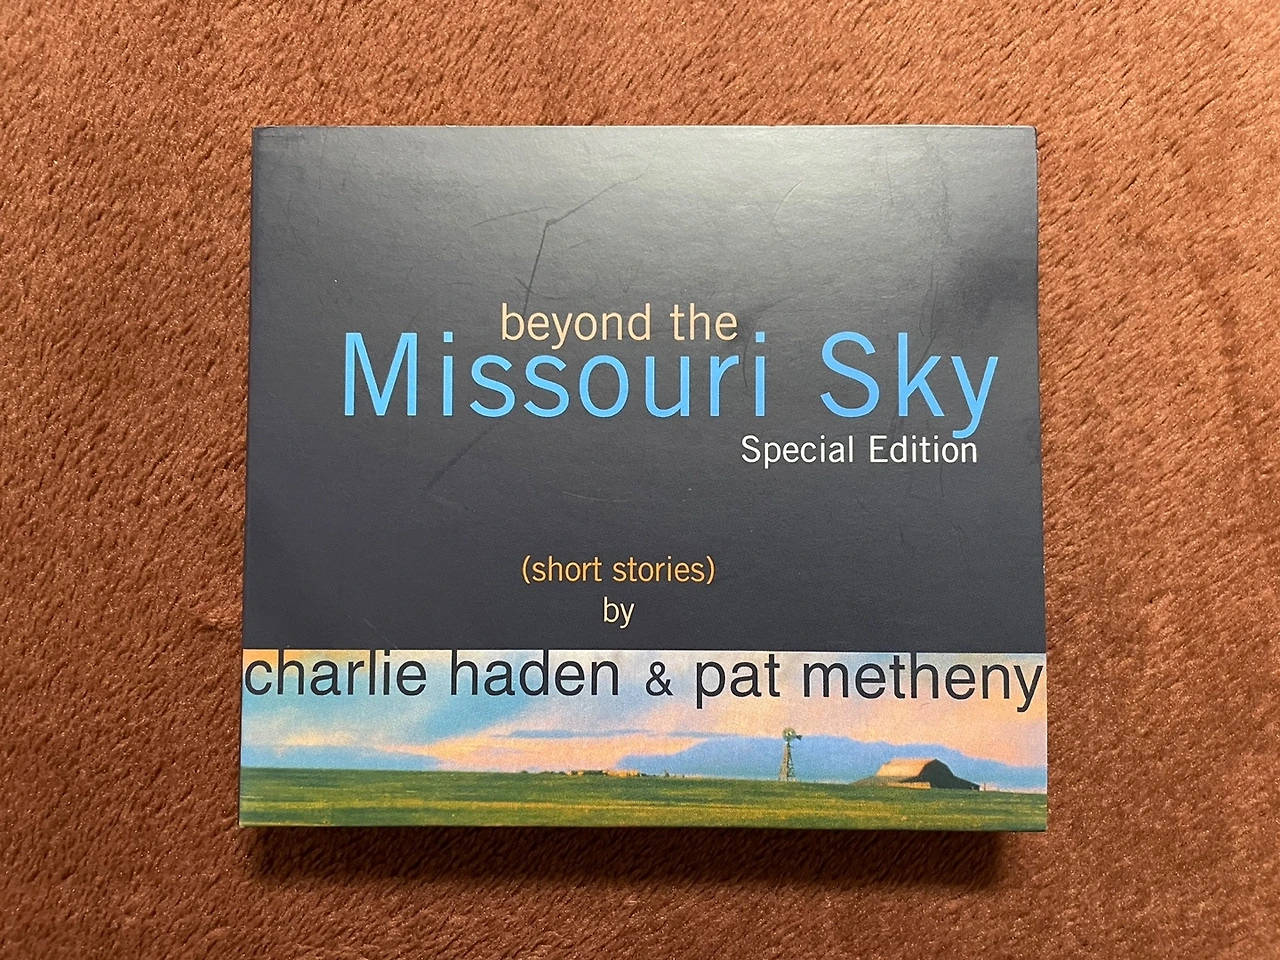 beyond the
Missouri Sky
Special Edition
(short stories)
by
charlie haden & pat metheny